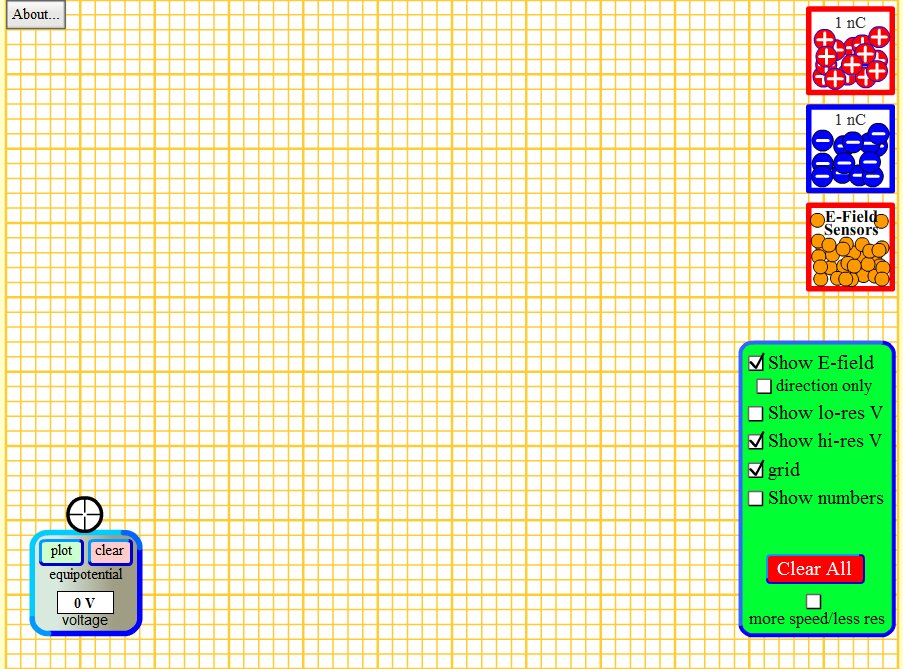 About...
1 nC
1 nC
E-Field
Sensors
Show E-field
direction only
Show lo-res V
Show hi-res V
grid
Show numbers
Clear All
more speed/less res
plot clear
equipotential
0 V
voltage